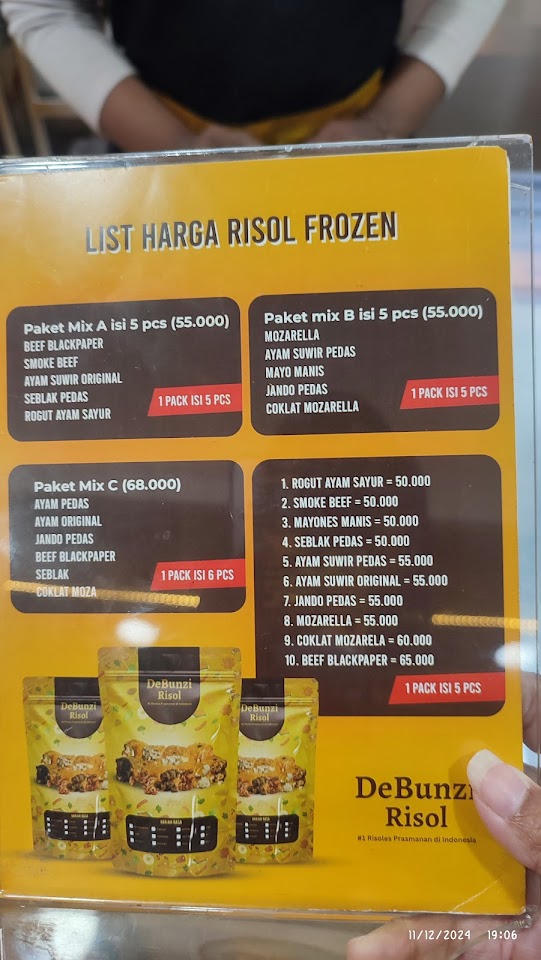 LIST HARGA RISOL FROZEN
Paket Mix A isi 5 pcs (55.000)
BEEF BLACKPAPER
SMOKE BEEF
AYAM SUWIR ORIGINAL
SEBLAK PEDAS
ROGUT AYAM SAYUR
1 PACK ISI 5 PCS
Paket mix B isi 5 pcs (55.000)
MOZARELLA
AYAM SUWIR PEDAS
MAYO MANIS
JANDO PEDAS
COKLAT MOZARELLA
1 PACK ISI 5 PCS
Paket Mix C (68.000)
AYAM PEDAS
AYAM ORIGINAL
JANDO PEDAS
BEEF BLACKPAPER
SEBLAK
COKLAT MOZA
1 PACK ISI 6 PCS
1. ROGUT AYAM SAYUR = 50.000
2. SMOKE BEEF = 50.000
3. MAYONES MANIS = 50.000
4. SEBLAK PEDAS = 50.000
5. AYAM SUWIR PEDAS = 55.000
6. AYAM SUWIR ORIGINAL = 55.000
7. JANDO PEDAS = 55.000
8. MOZARELLA = 55.000
9. COKLAT MOZARELA = 60.000
10. BEEF BLACKPAPER = 65.000
1 PACK ISI 5 PCS
DeBunzi
Risol
DeBunzi
Risol
DeBunzi
Risol
VARIAN RASA
DeBunzi
Risol
#1 Risoles Prasmanan di Indonesia
11/12/2024 19:06